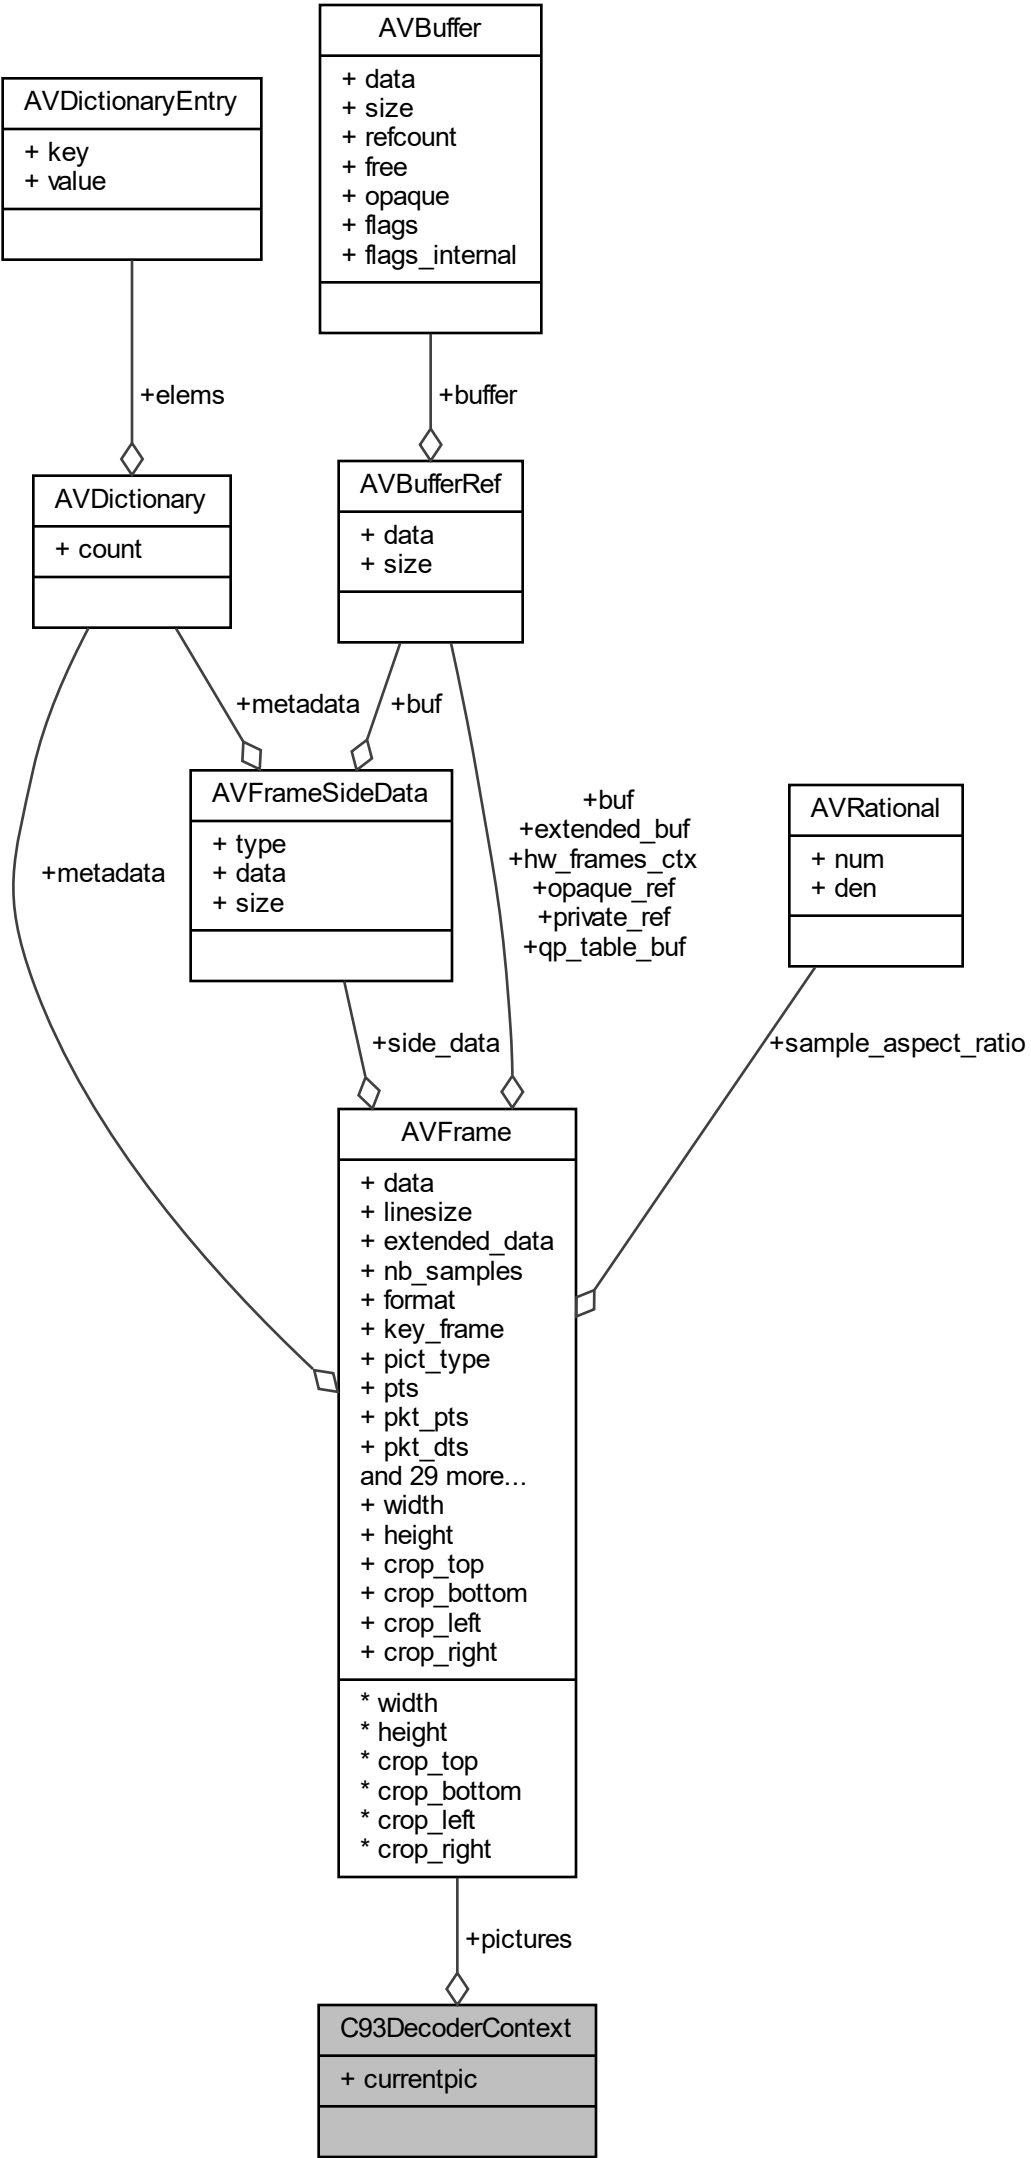 AVBuffer
+ data
+ size
+ refcount
+ free
+ opaque
+ flags
+ flags_internal
AVDictionaryEntry
+ key
+ value
+elems
+buffer
AVDictionary
+ count
AVBufferRef
+ data
+ size
+metadata
+buf
AVFrameSideData
+ type
+ data
+ size
+metadata
+buf
+extended_buf
+hw_frames_ctx
+opaque_ref
+private_ref
+qp_table_buf
AVRational
+ num
+ den
+side_data
+sample_aspect_ratio
AVFrame
+ data
+ linesize
+ extended_data
+ nb_samples
+ format
+ key_frame
+ pict_type
+ pts
+ pkt_pts
+ pkt_dts
and 29 more...
+ width
+ height
+ crop_top
+ crop_bottom
+ crop_left
+ crop_right
* width
* height
* crop_top
* crop_bottom
* crop_left
* crop_right
+pictures
C93DecoderContext
+ currentpic